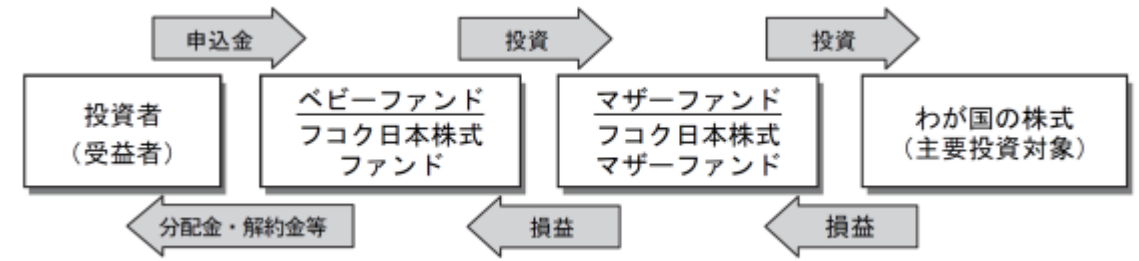 申込金
投資
投資
投資者
（受益者）
ベビーファンド
フコク日本株式
ファンド
マザーファンド
フコク日本株式
マザーファンド
わが国の株式
（主要投資対象）
分配金・解約金等
損益
損益